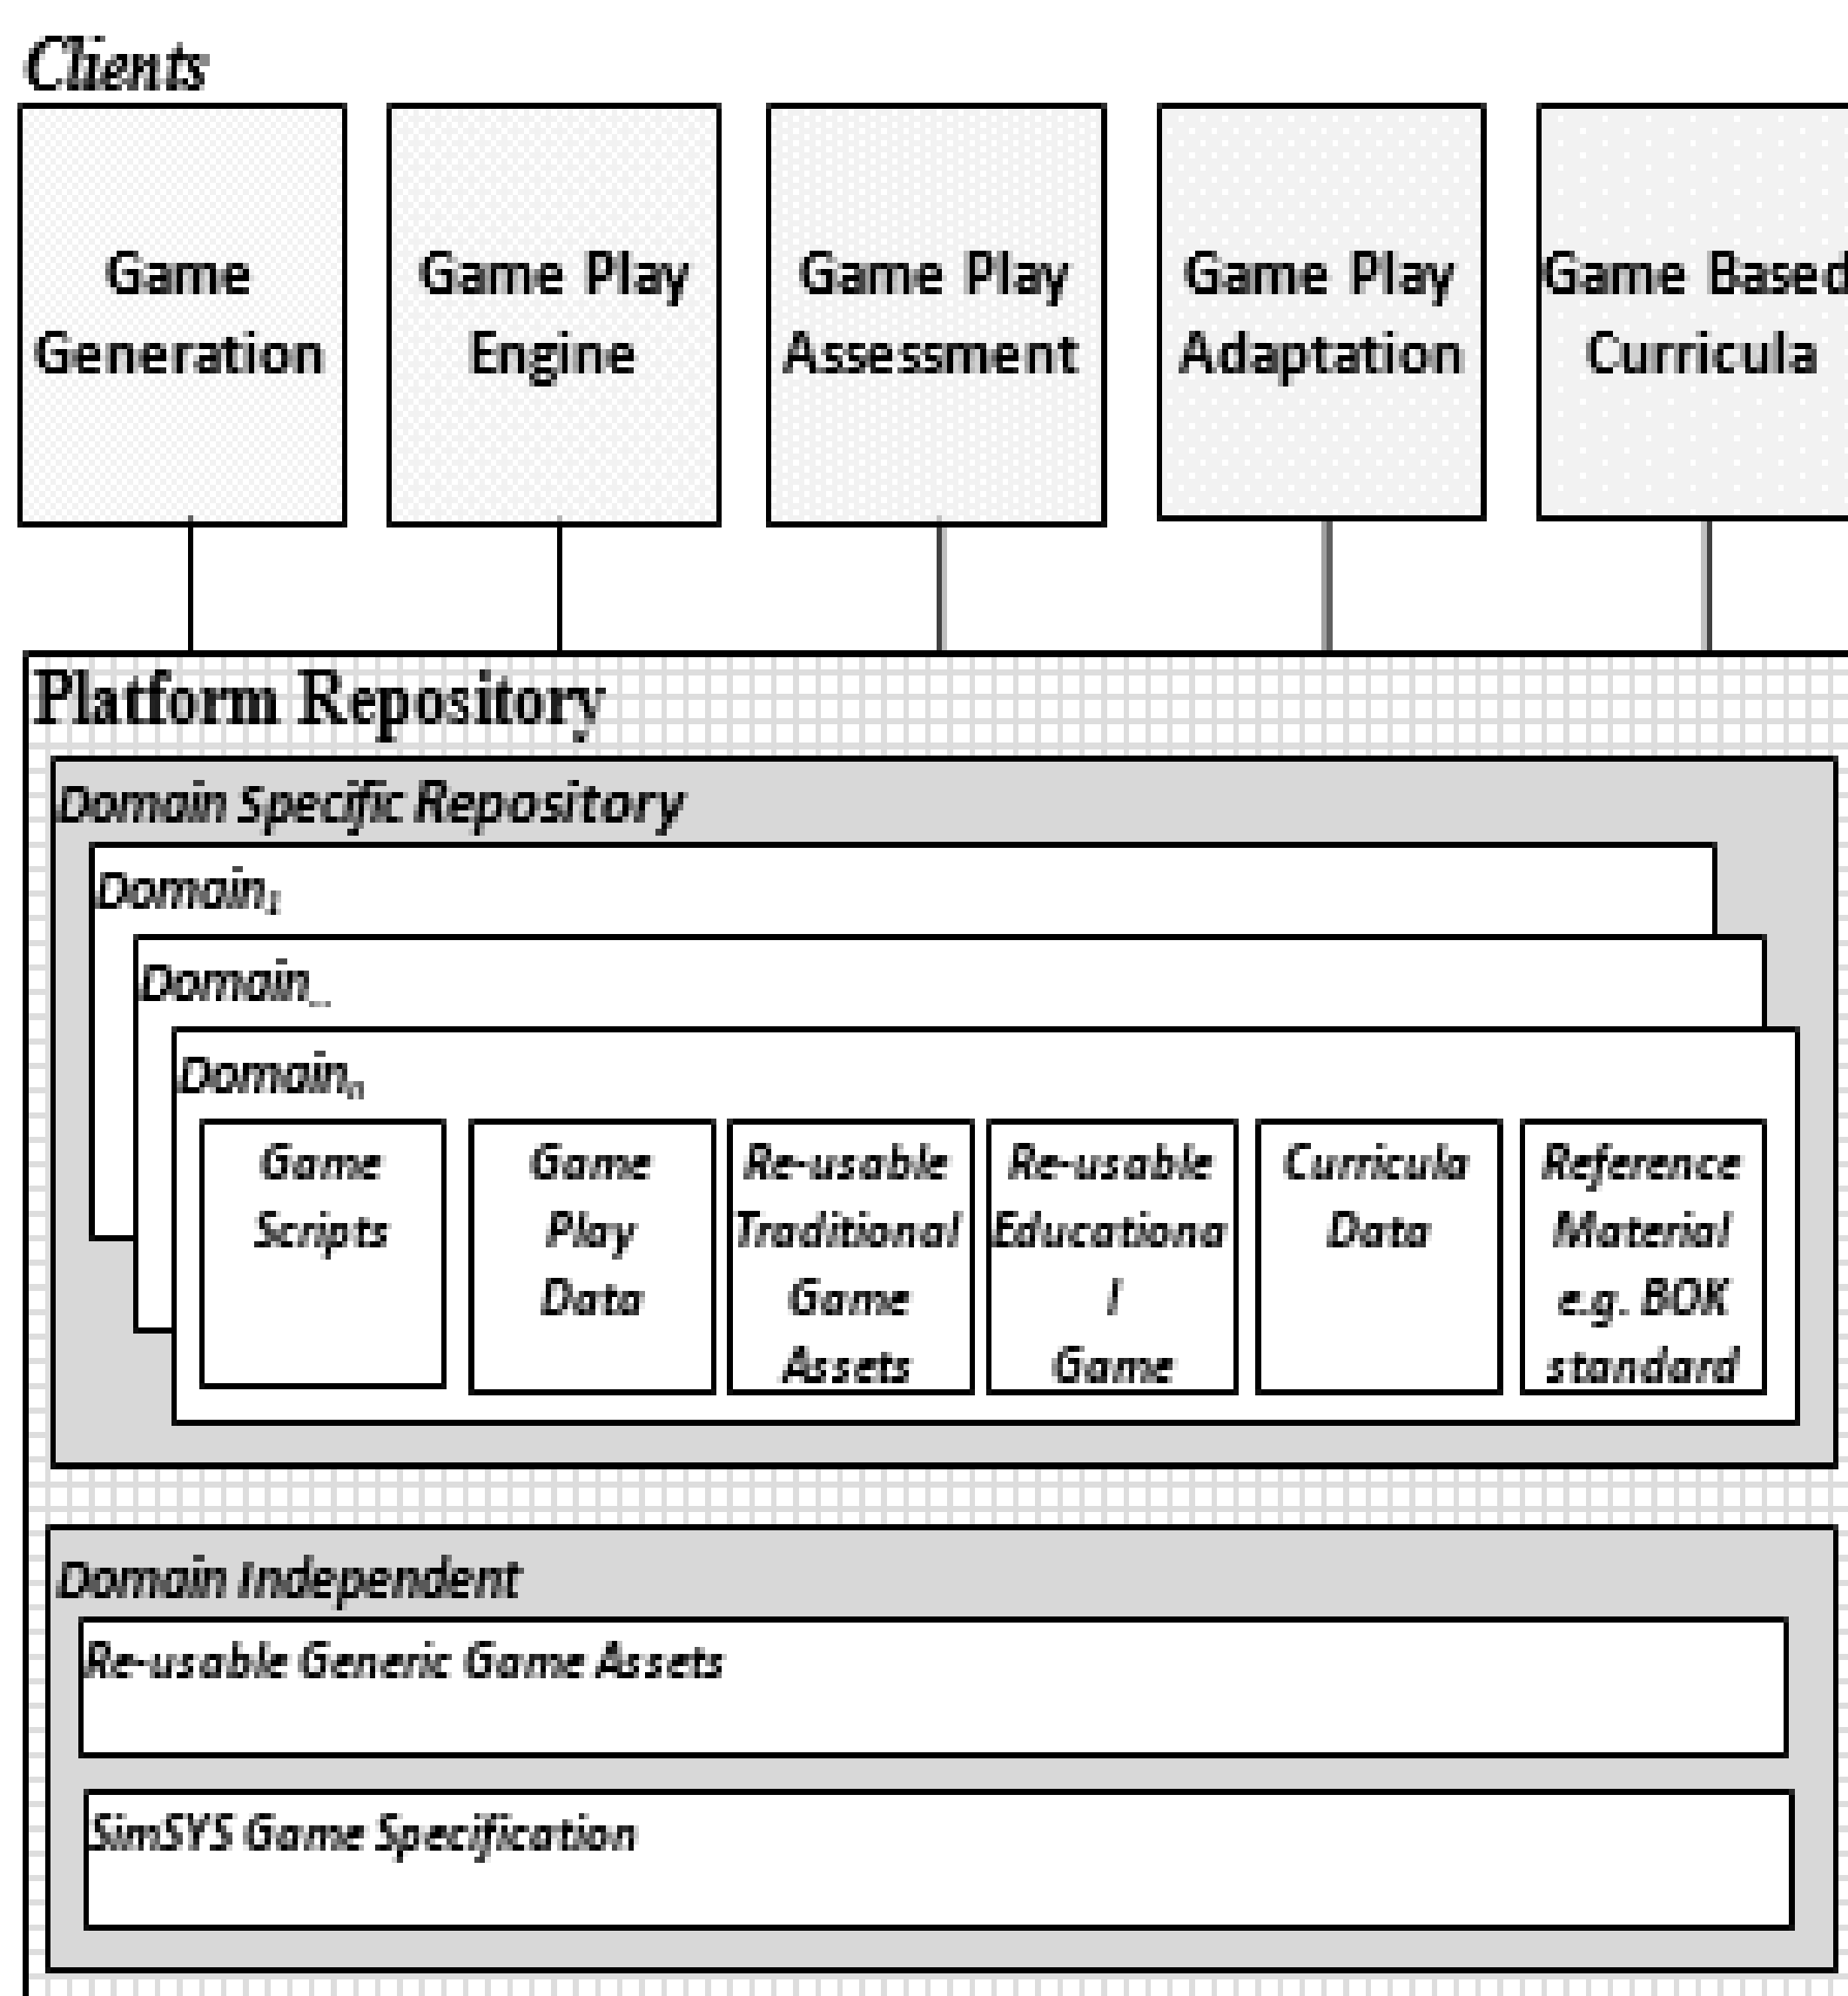 Clients
Game
Generation
Game Play
Engine
Game Play
Assessment
Game Play
Adaptation
Game Based
Curricula
Platform Repository
Domain Specific Repository
Domain1
Domain...
Domainn
Game
Scripts
Game
Play
Data
Re-usable
Traditional
Game
Assets
Re-usable
Educationa
l
Game
Curricula
Data
Reference
Material
e.g. BOK
standard
Domain Independent
Re-usable Generic Game Assets
SimSYS Game Specification